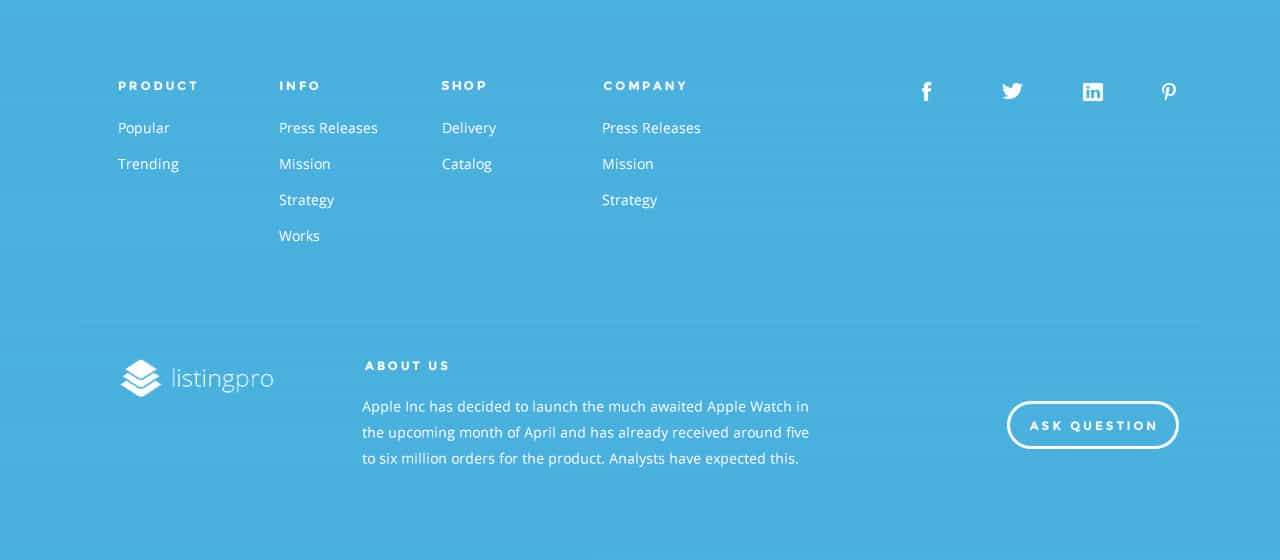 PRODUCT
Popular
Trending
INFO
Press Releases
Mission
Strategy
Works
SHOP
Delivery
Catalog
COMPANY
Press Releases
Mission
Strategy
listingpro
ABOUT US
Apple Inc has decided to launch the much awaited Apple Watch in
the upcoming month of April and has already received around five
to six million orders for the product. Analysts have expected this.
ASK QUESTION